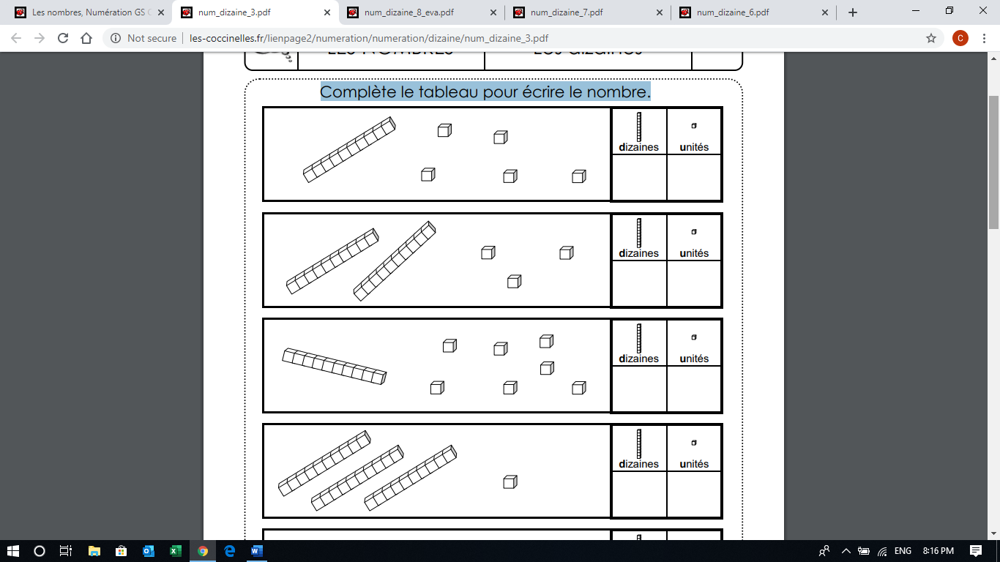 Les nombres, Numération GS
num_dizaine_3.pdf
num_dizaine_8_eva.pdf
num_dizaine_7.pdf
num_dizaine_6.pdf
Not secure
les-coccinelles.fr/lienpage2/numeration/numeration/dizaine/num_dizaine_3.pdf
C
LES NOMBRES
Les dizaines
Complète le tableau pour écrire le nombre.
dizaines unités
dizaines unités
dizaines unités
dizaines unités
ENG
8:16 PM